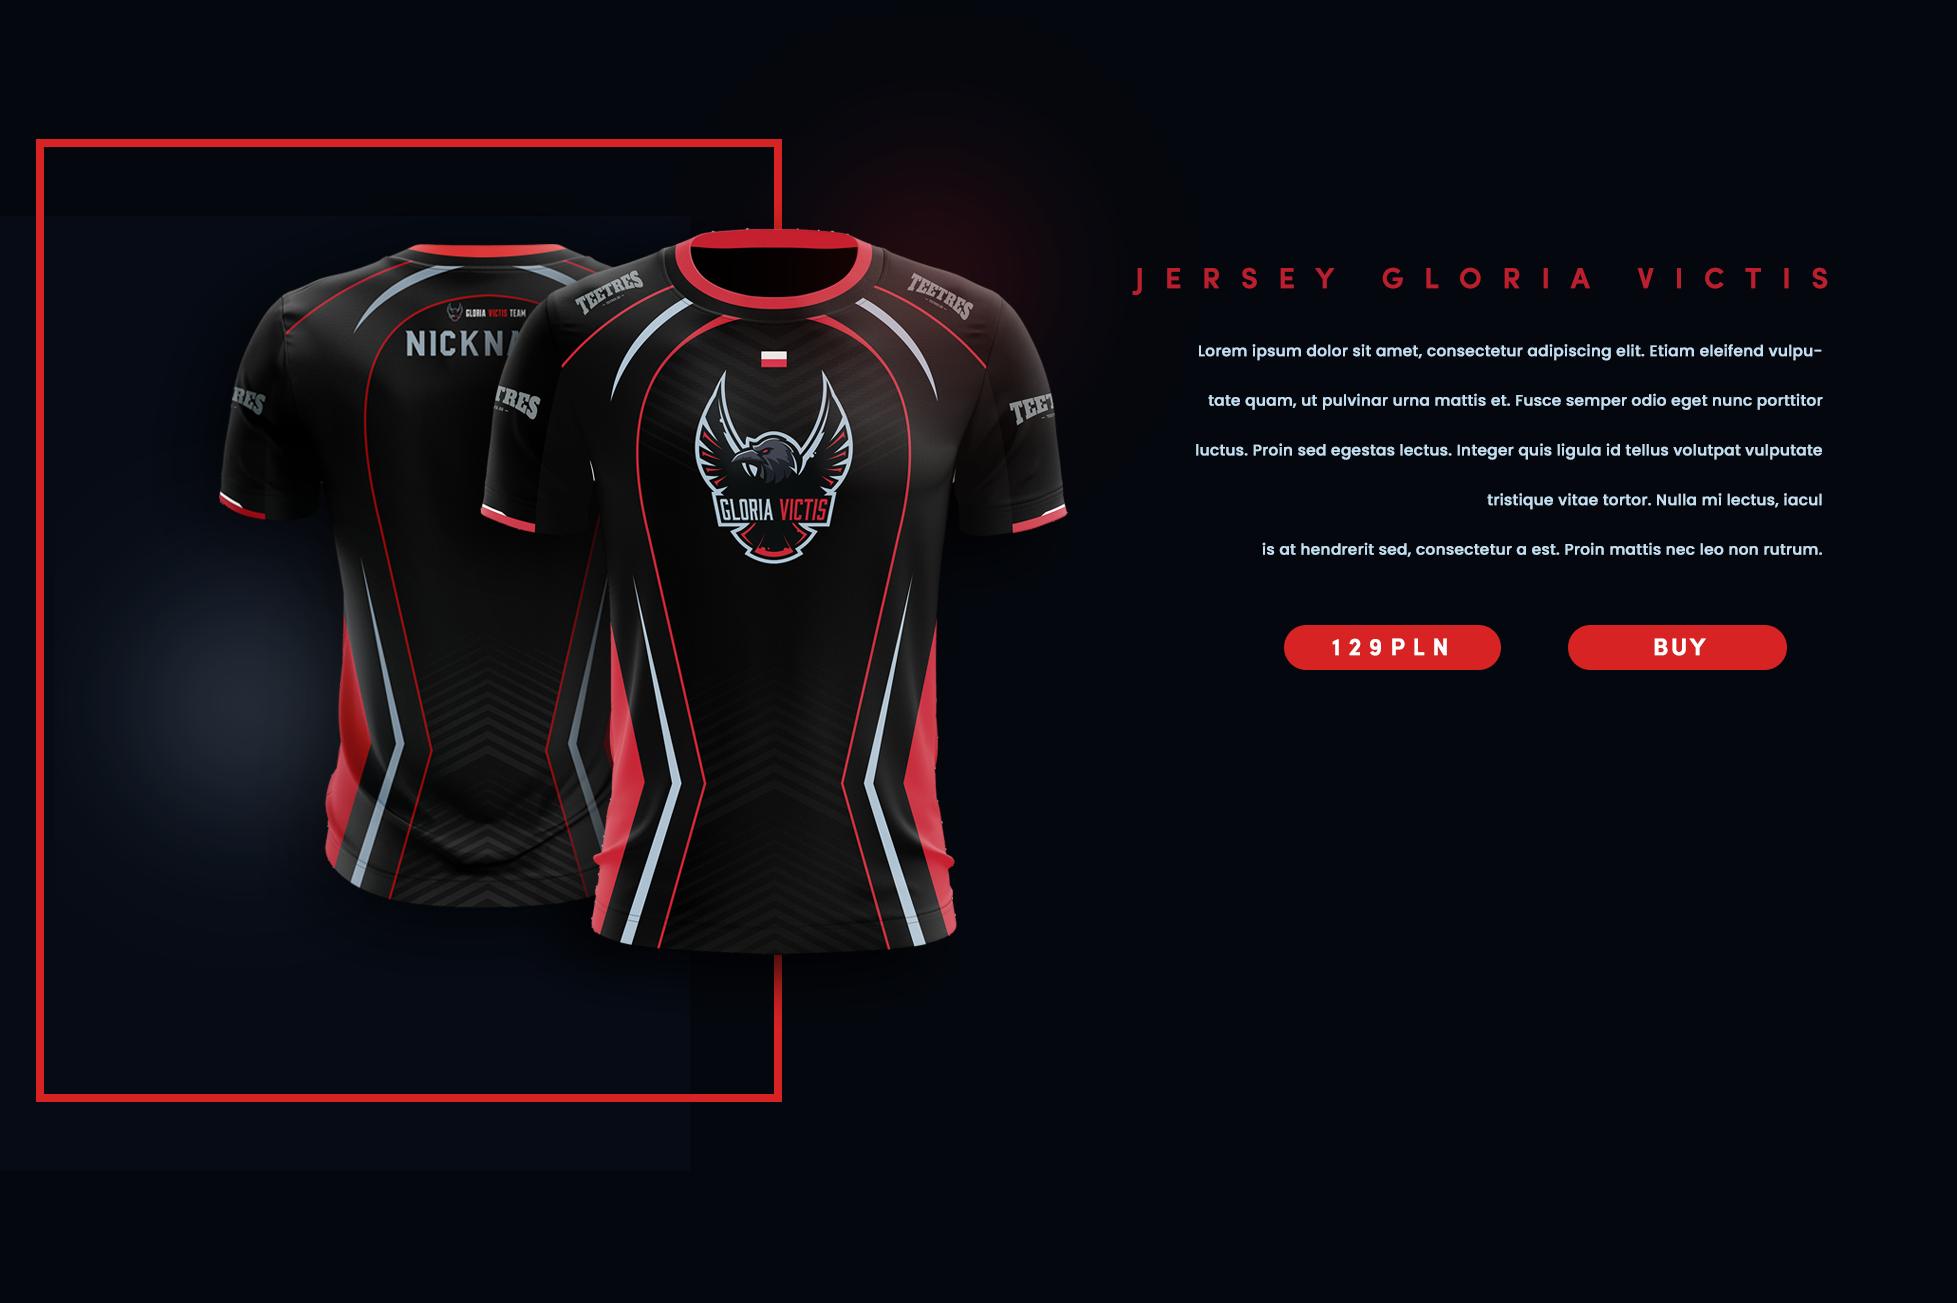 JERSEY GLORIA VICTIS
Lorem ipsum dolor sit amet, consectetur adipiscing elit. Etiam eleifend vulpu-
tate quam, ut pulvinar urna mattis et. Fusce semper odio eget nunc porttitor
luctus. Proin sed egestas lectus. Integer quis ligula id tellus volutpat vulputate
tristique vitae tortor. Nulla mi lectus, iacul
is at hendrerit sed, consectetur a est. Proin mattis nec leo non rutrum.
129PLN
BUY
GLORIA VICTIS TEAM
NICKNA
RES
TEETRES
TEETRES
TRES
TEET
GLORIA VICTIS